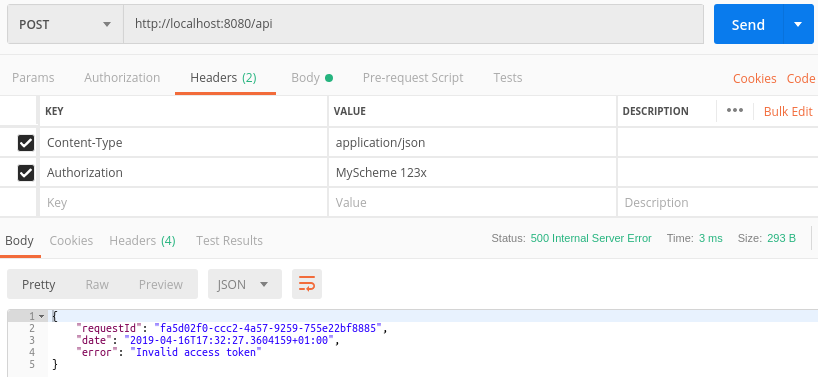 POST http://localhost:8080/api Send
Params Authorization Headers (2) Body Pre-request Script Tests Cookies Code
KEY VALUE DESCRIPTION ••• Bulk Edit
Content-Type application/json
Authorization MyScheme 123x
Key Value Description
Body Cookies Headers (4) Test Results Status: 500 Internal Server Error Time: 3 ms Size: 293 B
Pretty Raw Preview JSON
1 {
2 "requestId": "fa5d02f0-ccc2-4a57-9259-755e22bf8885",
3 "date": "2019-04-16T17:32:27.3604159+01:00",
4 "error": "Invalid access token"
5 }